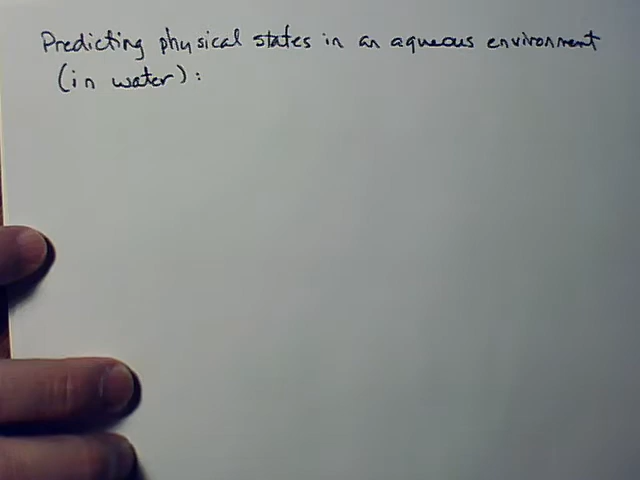 Predicting physical states in an aqueous environment
(in water):